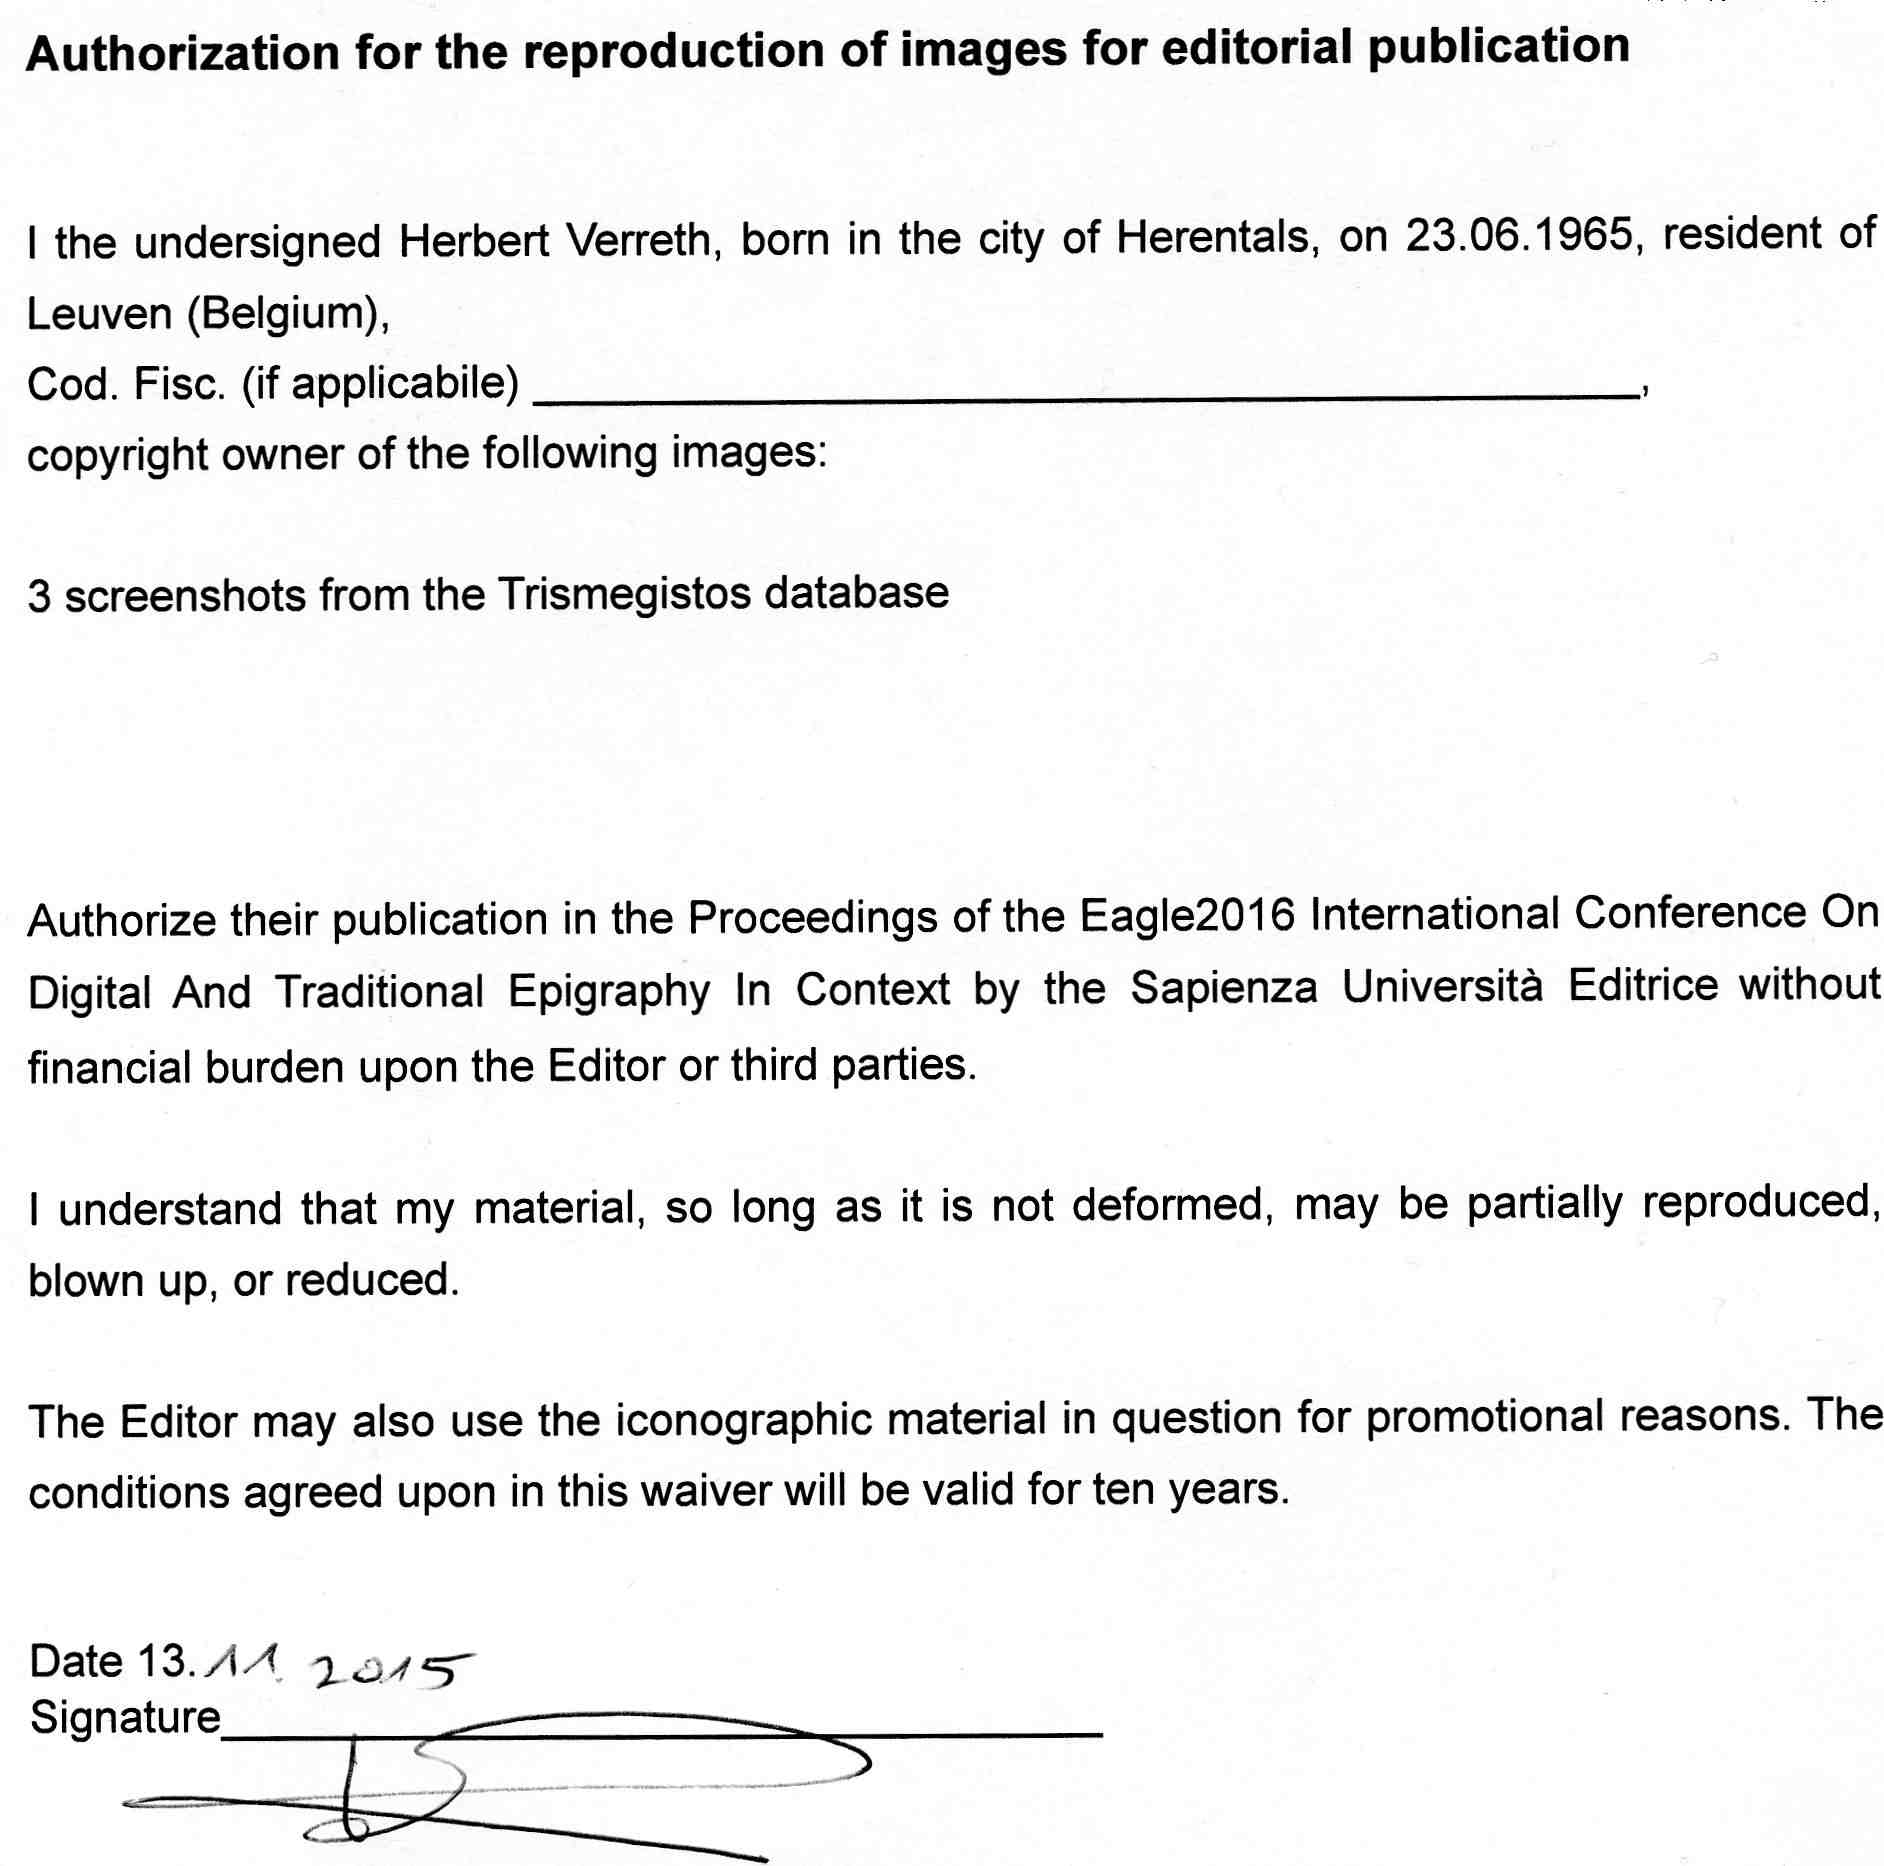 Authorization for the reproduction of images for editorial publication
I the undersigned Herbert Verreth, born in the city of Herentals, on 23.06.1965, resident of
Leuven (Belgium),
Cod. Fisc. (if applicabile) ________________________________,
copyright owner of the following images:
3 screenshots from the Trismegistos database
Authorize their publication in the Proceedings of the Eagle2016 International Conference On
Digital And Traditional Epigraphy In Context by the Sapienza Università Editrice without
financial burden upon the Editor or third parties.
I understand that my material, so long as it is not deformed, may be partially reproduced,
blown up, or reduced.
The Editor may also use the iconographic material in question for promotional reasons. The
conditions agreed upon in this waiver will be valid for ten years.
Date 13.11.2015
Signature________________________________